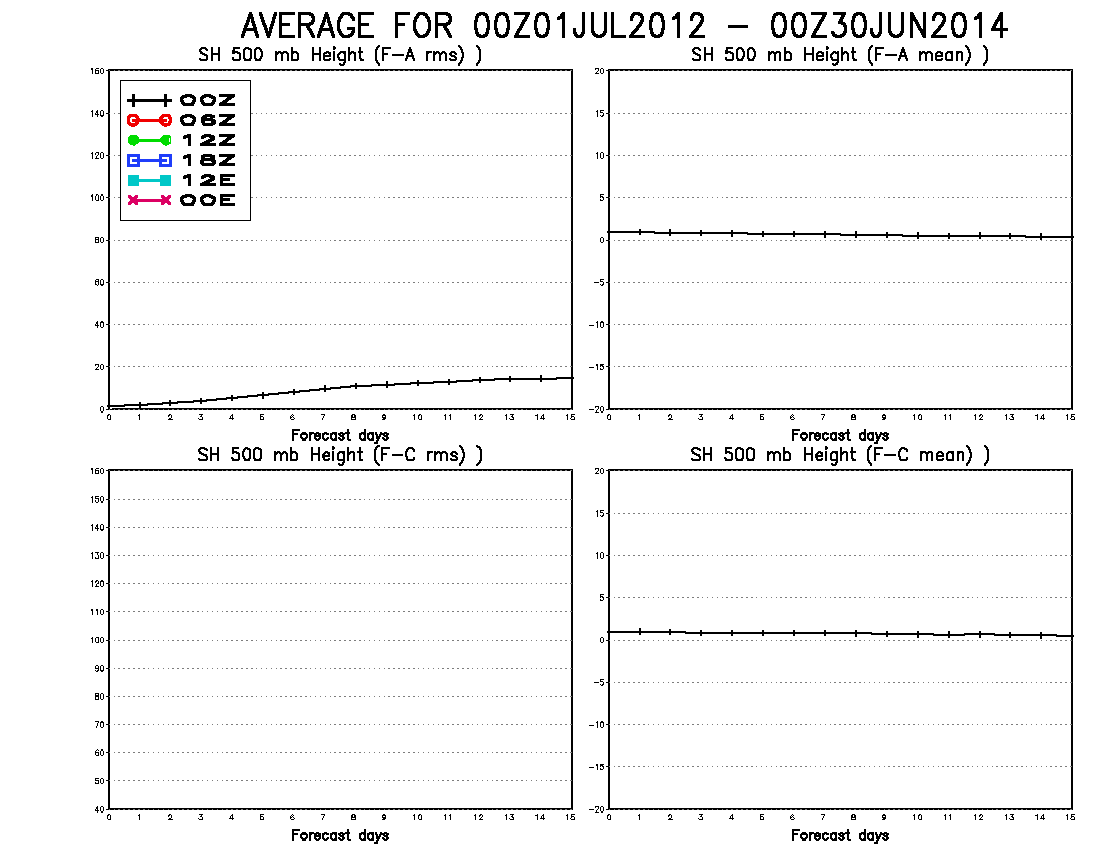 AVERAGE FOR 00Z01JUL2012 – 00Z30JUN2014
SH 500 mb Height (F–A rms) )
160
140
120
100
80
60
40
20
0
00Z
06Z
12Z
18Z
12E
00E
0 1 2 3 4 5 6 7 8 9 10 11 12 13 14 15
Forecast days
SH 500 mb Height (F–A mean) )
20
15
10
5
0
−5
−10
−15
−20
0 1 2 3 4 5 6 7 8 9 10 11 12 13 14 15
Forecast days
SH 500 mb Height (F–C rms) )
160
150
140
130
120
110
100
90
80
70
60
50
40
0 1 2 3 4 5 6 7 8 9 10 11 12 13 14 15
Forecast days
SH 500 mb Height (F–C mean) )
20
15
10
5
0
−5
−10
−15
−20
0 1 2 3 4 5 6 7 8 9 10 11 12 13 14 15
Forecast days